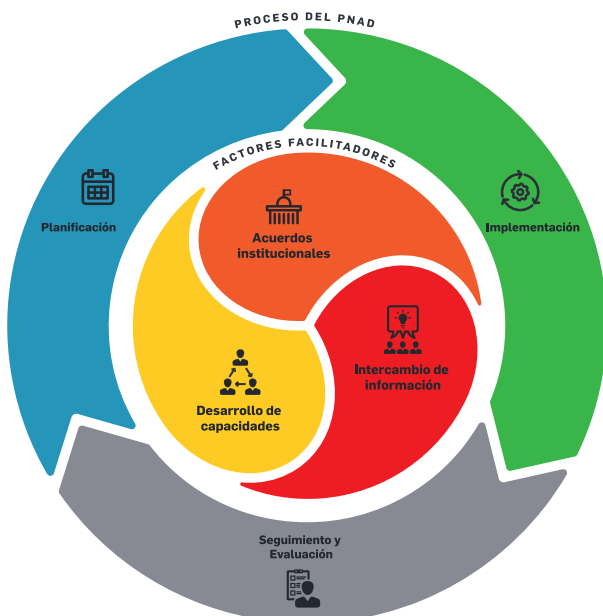 PROCESO DEL PNAD
FACTORES FACILITADORES
Planificación
Implementación
Acuerdos
institucionales
Intercambio de
información
Desarrollo de
capacidades
Seguimiento y
Evaluación